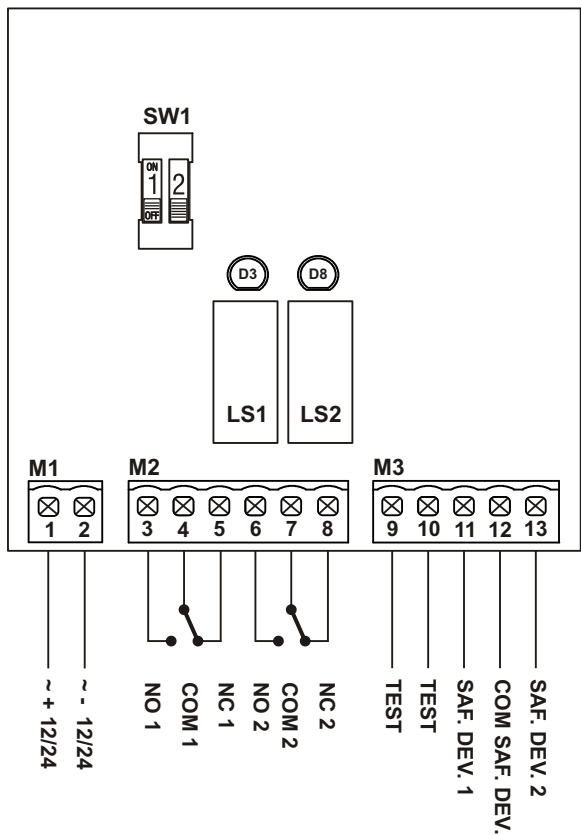 SW1
ON
1 2
OFF
D3 D8
LS1 LS2
M1 M2 M3
1 2 3 4 5 6 7 8 9 10 11 12 13
~ + 12/24
~ - 12/24
NO 1
COM 1
NC 1
NO 2
COM 2
NC 2
TEST
TEST
SAF. DEV. 1
COM SAF. DEV.
SAF. DEV. 2